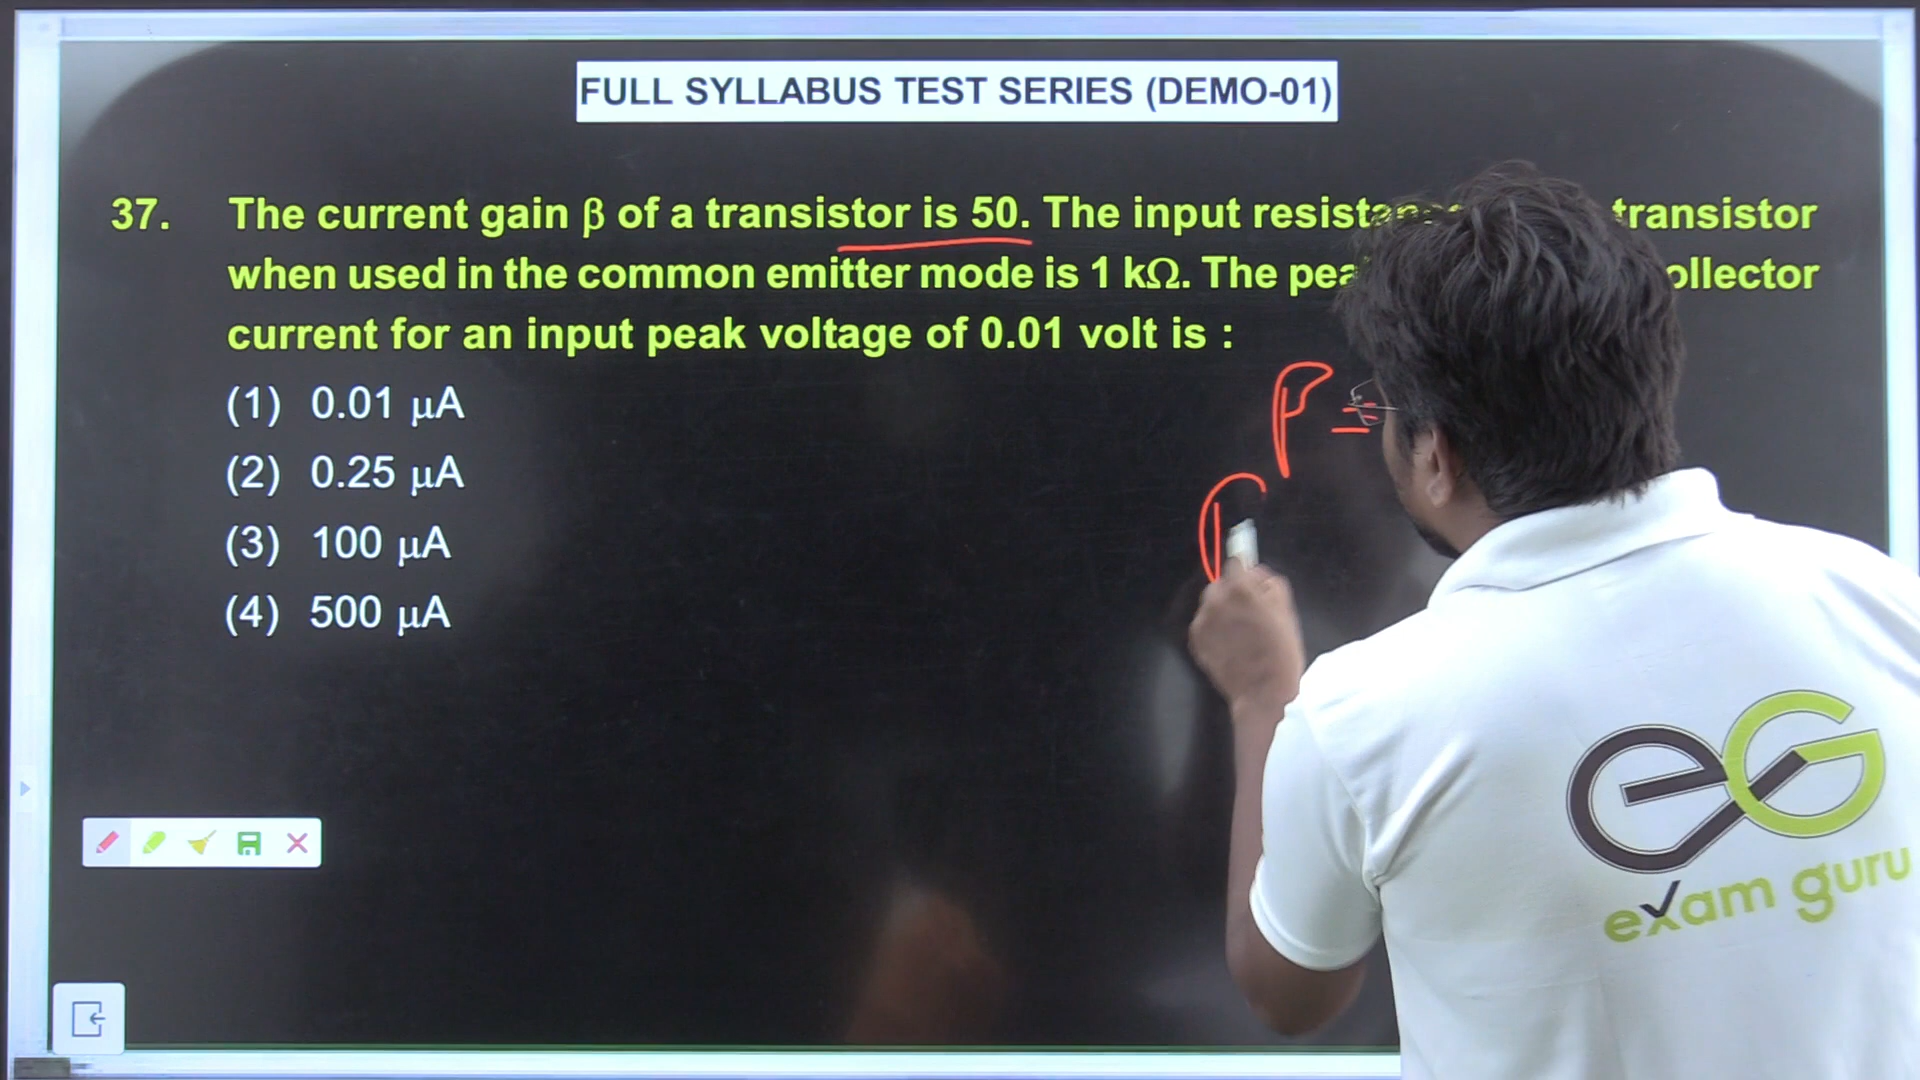 FULL SYLLABUS TEST SERIES (DEMO-01)
37. The current gain β of a transistor is 50. The input transistor
when used in the common emitter mode is 1 kΩ. The ollector
current for an input peak voltage of 0.01 volt is :
(1) 0.01 μA
(2) 0.25 μA
(3) 100 μA
(4) 500 μA
β =
eG
exam guru